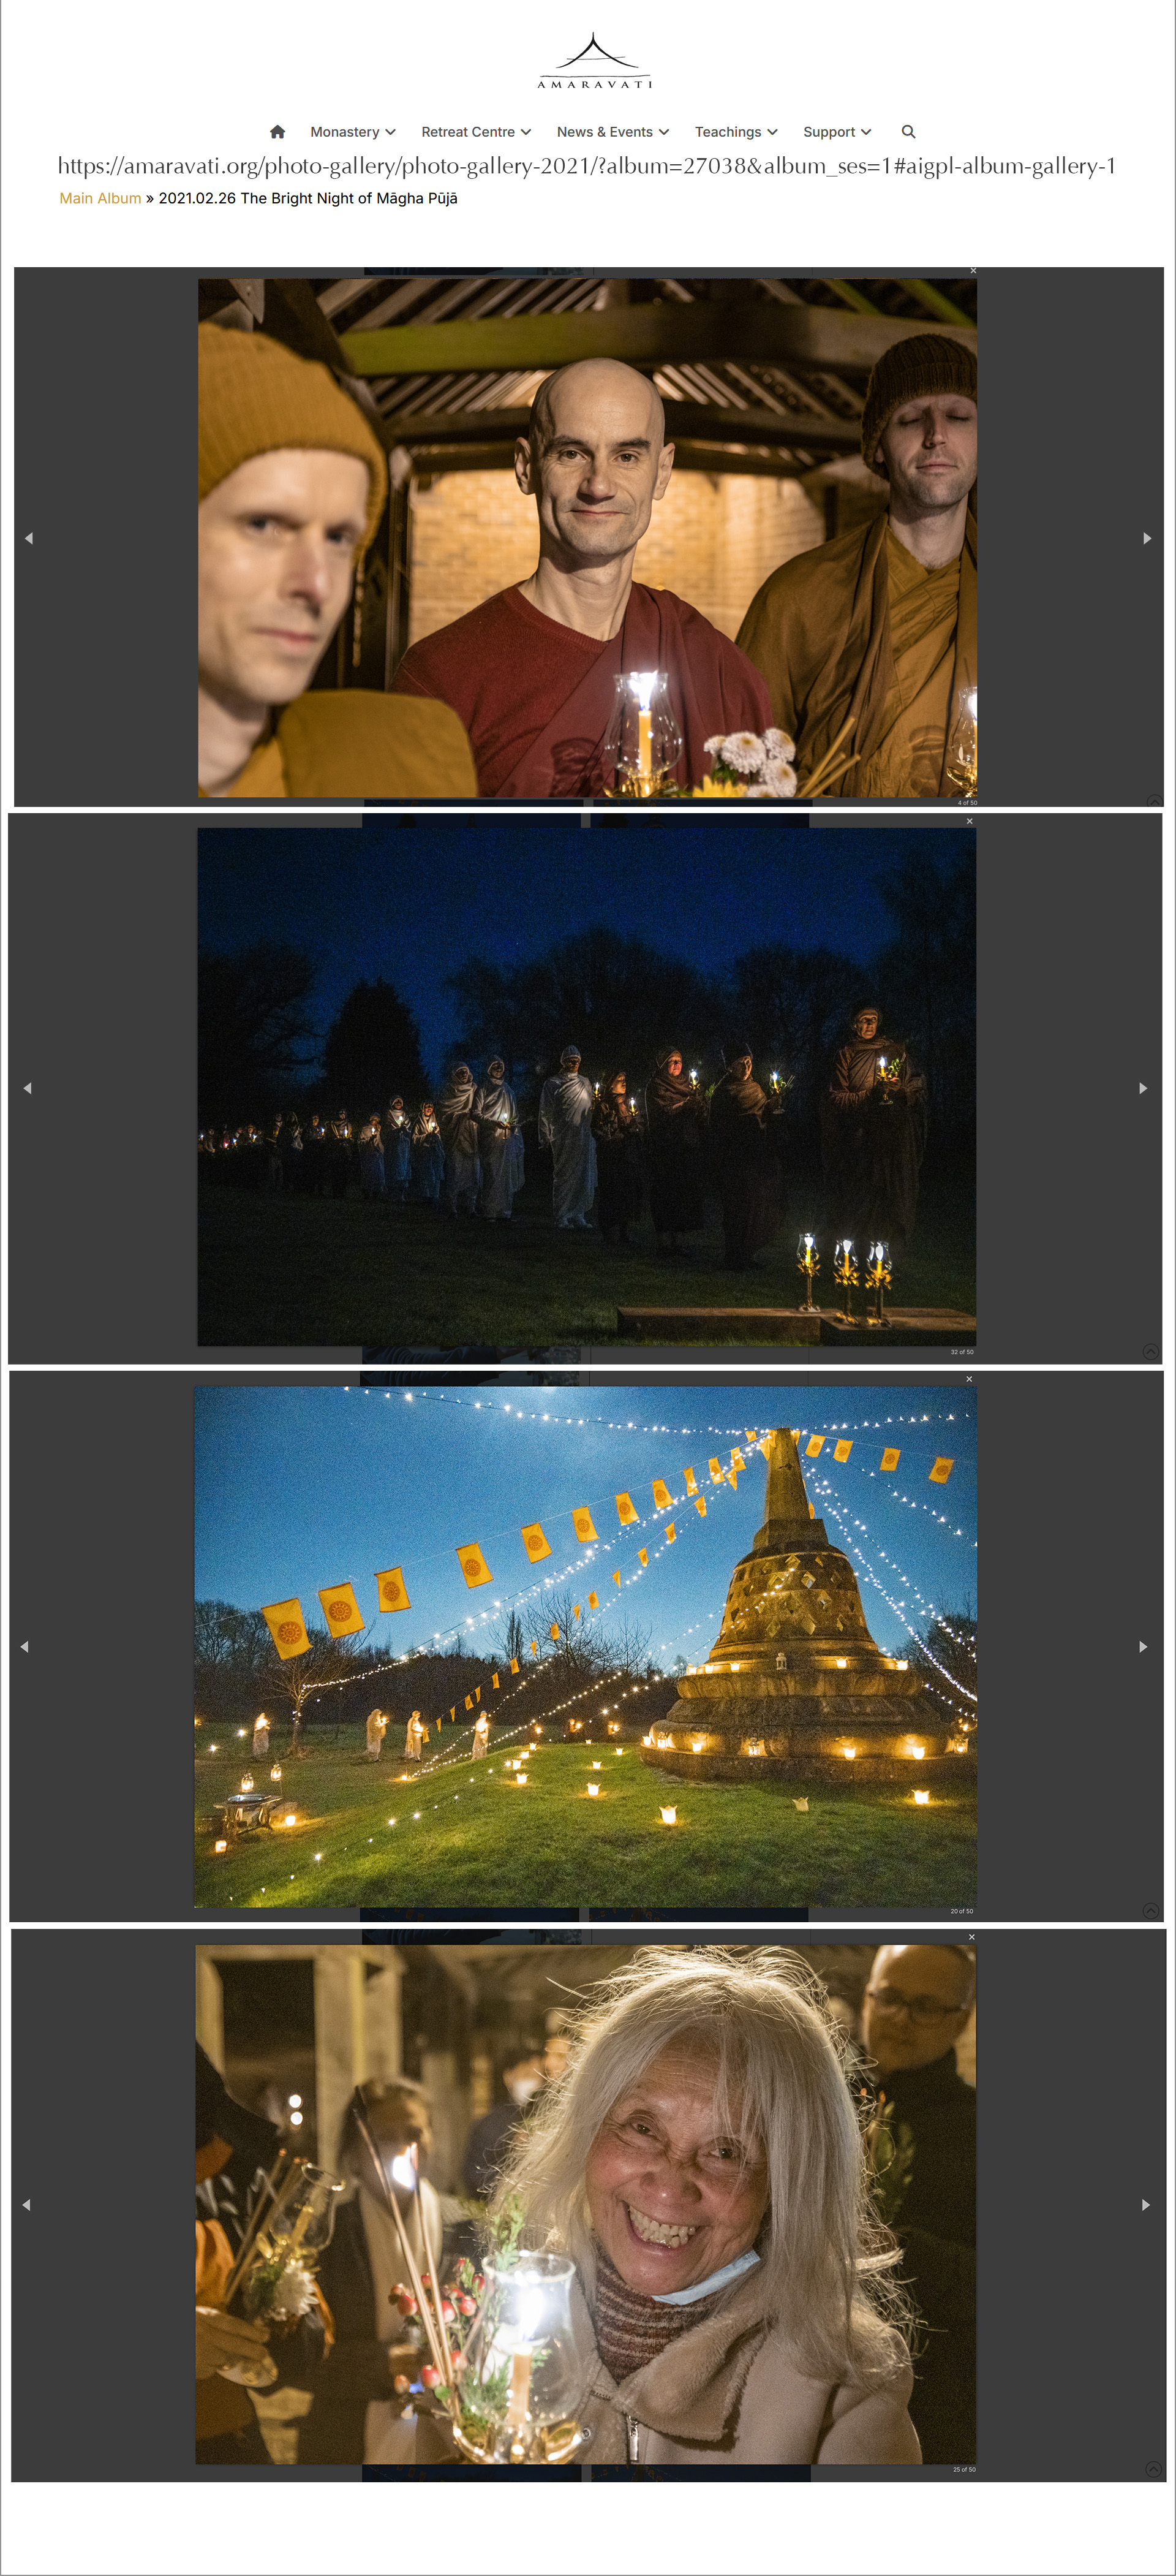 AMARAVATI
Monastery Retreat Centre News & Events Teachings Support
https://amaravati.org/photo-gallery/photo-gallery-2021/?album=27038&album_ses=1#aigpl-album-gallery-1
Main Album » 2021.02.26 The Bright Night of Māgha Pūjā
4 of 50
32 of 50
20 of 50
25 of 50